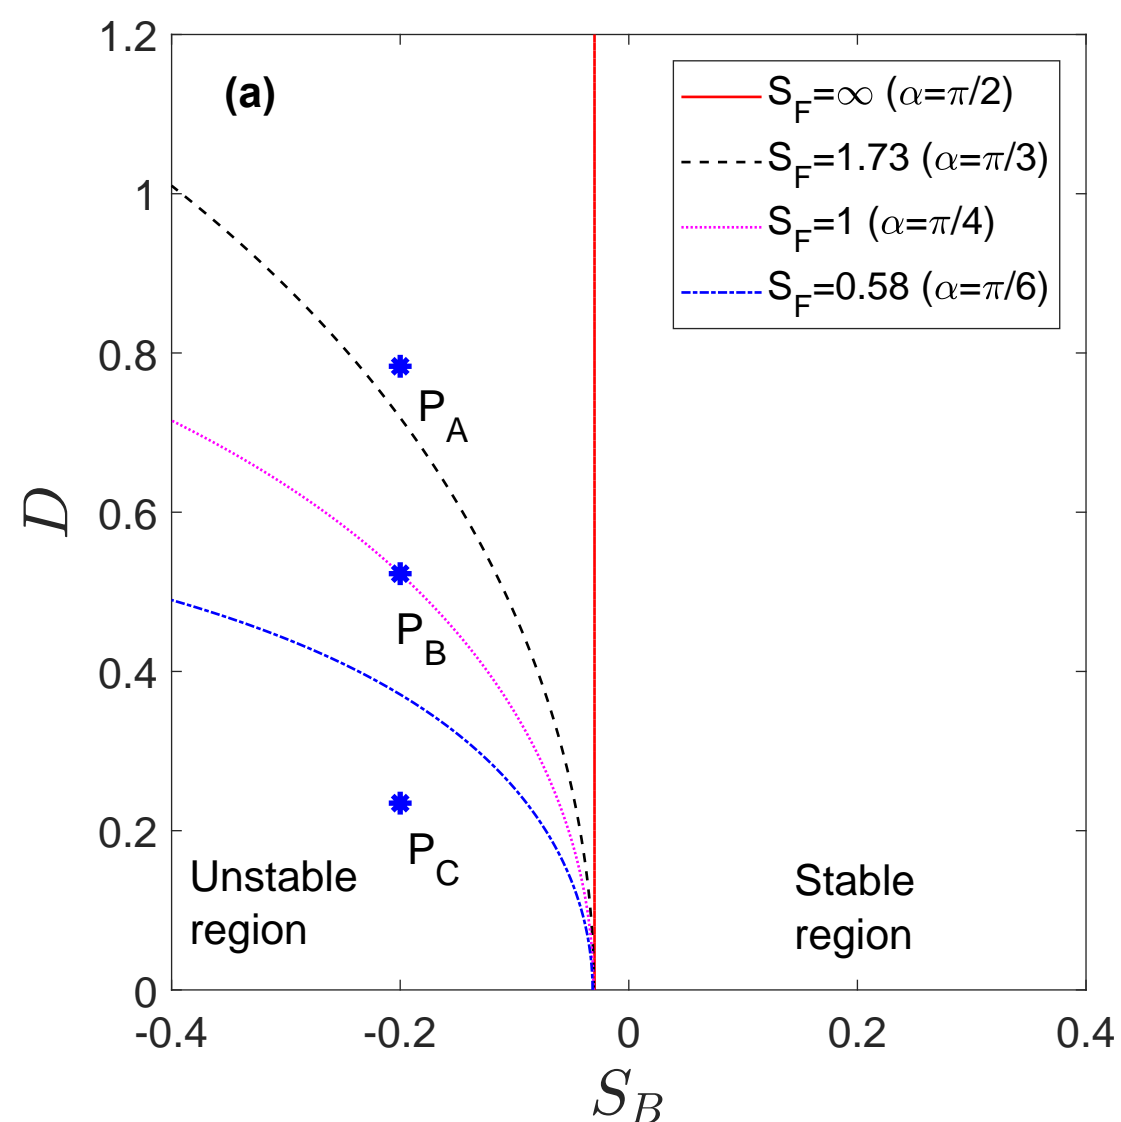 1.2
(a)
S_F=∞ (α=π/2)
S_F=1.73 (α=π/3)
S_F=1 (α=π/4)
S_F=0.58 (α=π/6)
1
0.8
P_A
D
0.6
P_B
0.4
0.2
P_C
Unstable
region
Stable
region
0
-0.4
-0.2
0
0.2
0.4
S_B